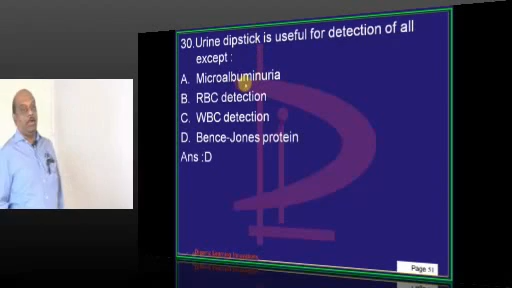 30.Urine dipstick is useful for detection of all
except :
A. Microalbuminuria
B. RBC detection
C. WBC detection
D. Bence-Jones protein
Ans :D
Page 31